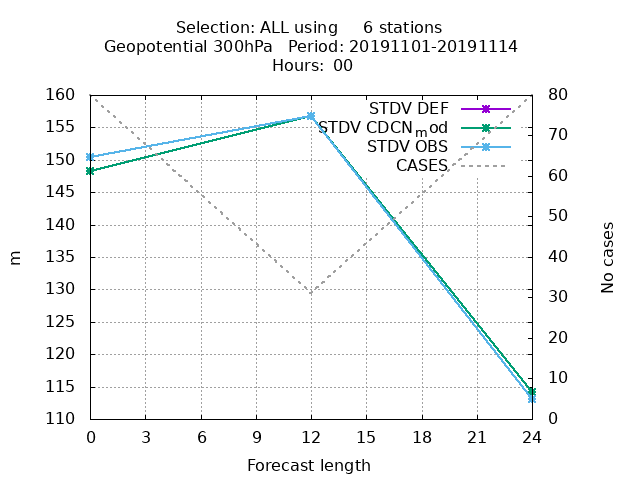 Selection: ALL using     6 stations
Geopotential 300hPa   Period: 20191101-20191114
Hours:  00
160
155
150
145
140
135
130
125
120
115
110
m
80
70
60
50
40
30
20
10
0
No cases
STDV DEF
STDV CDCNmod
STDV OBS
CASES
0 3 6 9 12 15 18 21 24
Forecast length